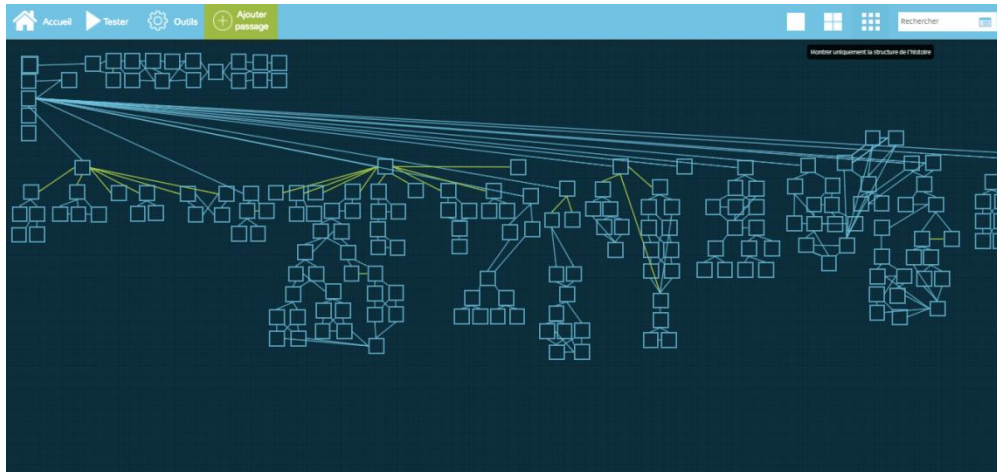 Accueil
Tester
Outils
Ajouter
passage
Rechercher
Montrer uniquement la structure de l'histoire